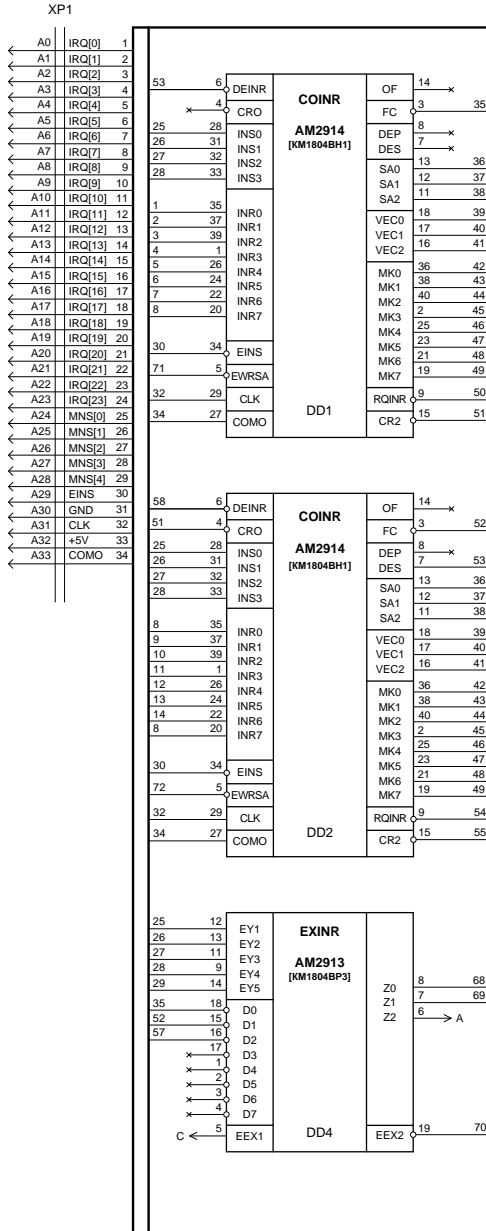 XP1
A0 IRQ[0] 1
A1 IRQ[1] 2
A2 IRQ[2] 3
A3 IRQ[3] 4
A4 IRQ[4] 5
A5 IRQ[5] 6
A6 IRQ[6] 7
A7 IRQ[7] 8
A8 IRQ[8] 9
A9 IRQ[9] 10
A10 IRQ[10] 11
A11 IRQ[11] 12
A12 IRQ[12] 13
A13 IRQ[13] 14
A14 IRQ[14] 15
A15 IRQ[15] 16
A16 IRQ[16] 17
A17 IRQ[17] 18
A18 IRQ[18] 19
A19 IRQ[19] 20
A20 IRQ[20] 21
A21 IRQ[21] 22
A22 IRQ[22] 23
A23 IRQ[23] 24
A24 MNS[0] 25
A25 MNS[1] 26
A26 MNS[2] 27
A27 MNS[3] 28
A28 MNS[4] 29
A29 EINS 30
A30 GND 31
A31 CLK 32
A32 +5V 33
A33 COMO 34
COINR
AM2914
[КМ1804ВН1]
DD1
53 6 DEINR
4 CRO
25 28 INS0
26 31 INS1
27 32 INS2
28 33 INS3
1 35 INR0
2 37 INR1
3 39 INR2
4 1 INR3
5 26 INR4
6 24 INR5
7 22 INR6
8 20 INR7
30 34 EINS
71 5 EWRSA
32 29 CLK
34 27 COMO
OF 14
FC 3 35
DEP 8
DES 7
SA0 13 36
SA1 12 37
SA2 11 38
VEC0 18 39
VEC1 17 40
VEC2 16 41
MK0 36 42
MK1 38 43
MK2 40 44
MK3 2 45
MK4 25 46
MK5 23 47
MK6 21 48
MK7 19 49
RQINR 9 50
CR2 15 51
COINR
AM2914
[КМ1804ВН1]
DD2
58 6 DEINR
51 4 CRO
25 28 INS0
26 31 INS1
27 32 INS2
28 33 INS3
8 35 INR0
9 37 INR1
10 39 INR2
11 1 INR3
12 26 INR4
13 24 INR5
14 22 INR6
8 20 INR7
30 34 EINS
72 5 EWRSA
32 29 CLK
34 27 COMO
OF 14
FC 3 52
DEP 8
DES 7 53
SA0 13 36
SA1 12 37
SA2 11 38
VEC0 18 39
VEC1 17 40
VEC2 16 41
MK0 36 42
MK1 38 43
MK2 40 44
MK3 2 45
MK4 25 46
MK5 23 47
MK6 21 48
MK7 19 49
RQINR 9 54
CR2 15 55
EXINR
AM2913
[КМ1804ВР3]
DD4
25 12 EY1
26 13 EY2
27 11 EY3
28 9 EY4
29 14 EY5
35 18 D0
52 15 D1
57 16 D2
17 D3
1 D4
2 D5
3 D6
4 D7
C 5 EEX1
Z0 8 68
Z1 7 69
Z2 6 A
EEX2 19 70